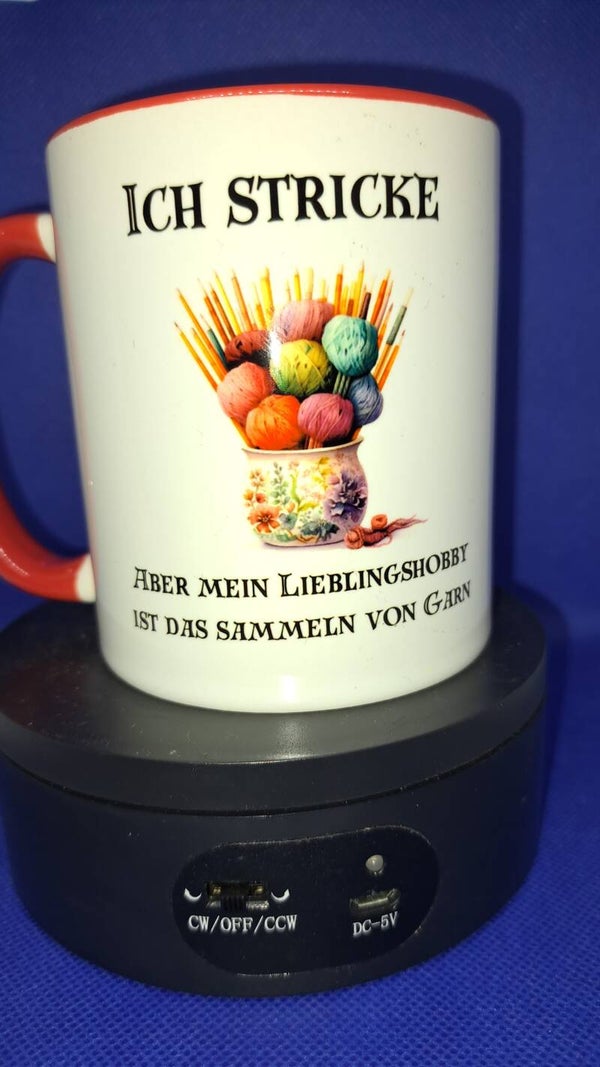 Ich stricke
Aber mein Lieblingshobby
ist das sammeln von Garn
CW/OFF/CCW
DC-5V